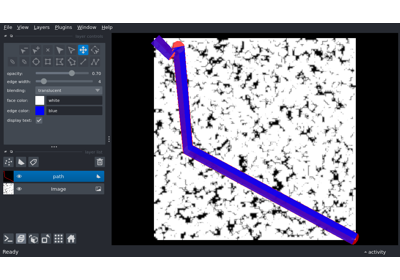 File View Layers Plugins Window Help
opacity: 0.70
edge width: 4
blending: translucent
face color: white
edge color: blue
display text:
path
Image
Ready
activity